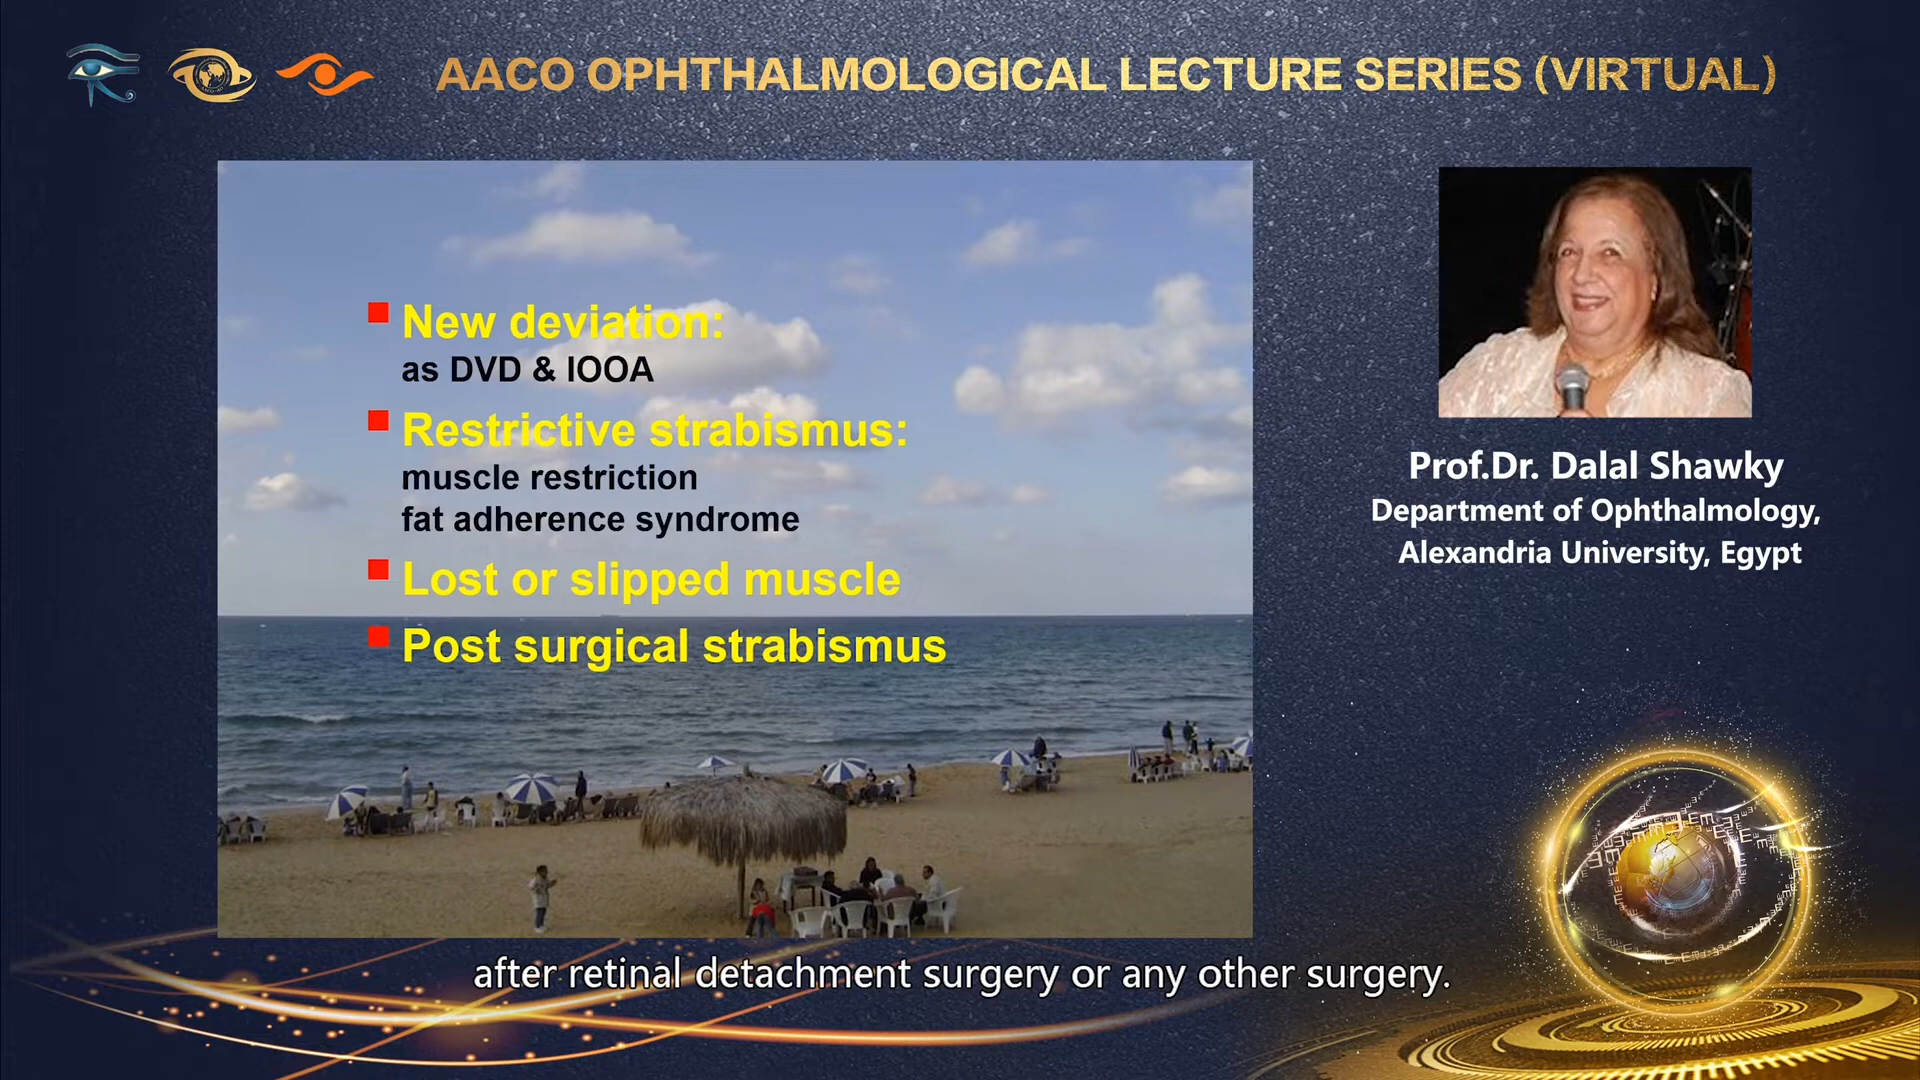 AACO OPHTHALMOLOGICAL LECTURE SERIES (VIRTUAL)
New deviation:
as DVD & IOOA
Restrictive strabismus:
muscle restriction
fat adherence syndrome
Lost or slipped muscle
Post surgical strabismus
Prof.Dr. Dalal Shawky
Department of Ophthalmology,
Alexandria University, Egypt
after retinal detachment surgery or any other surgery.